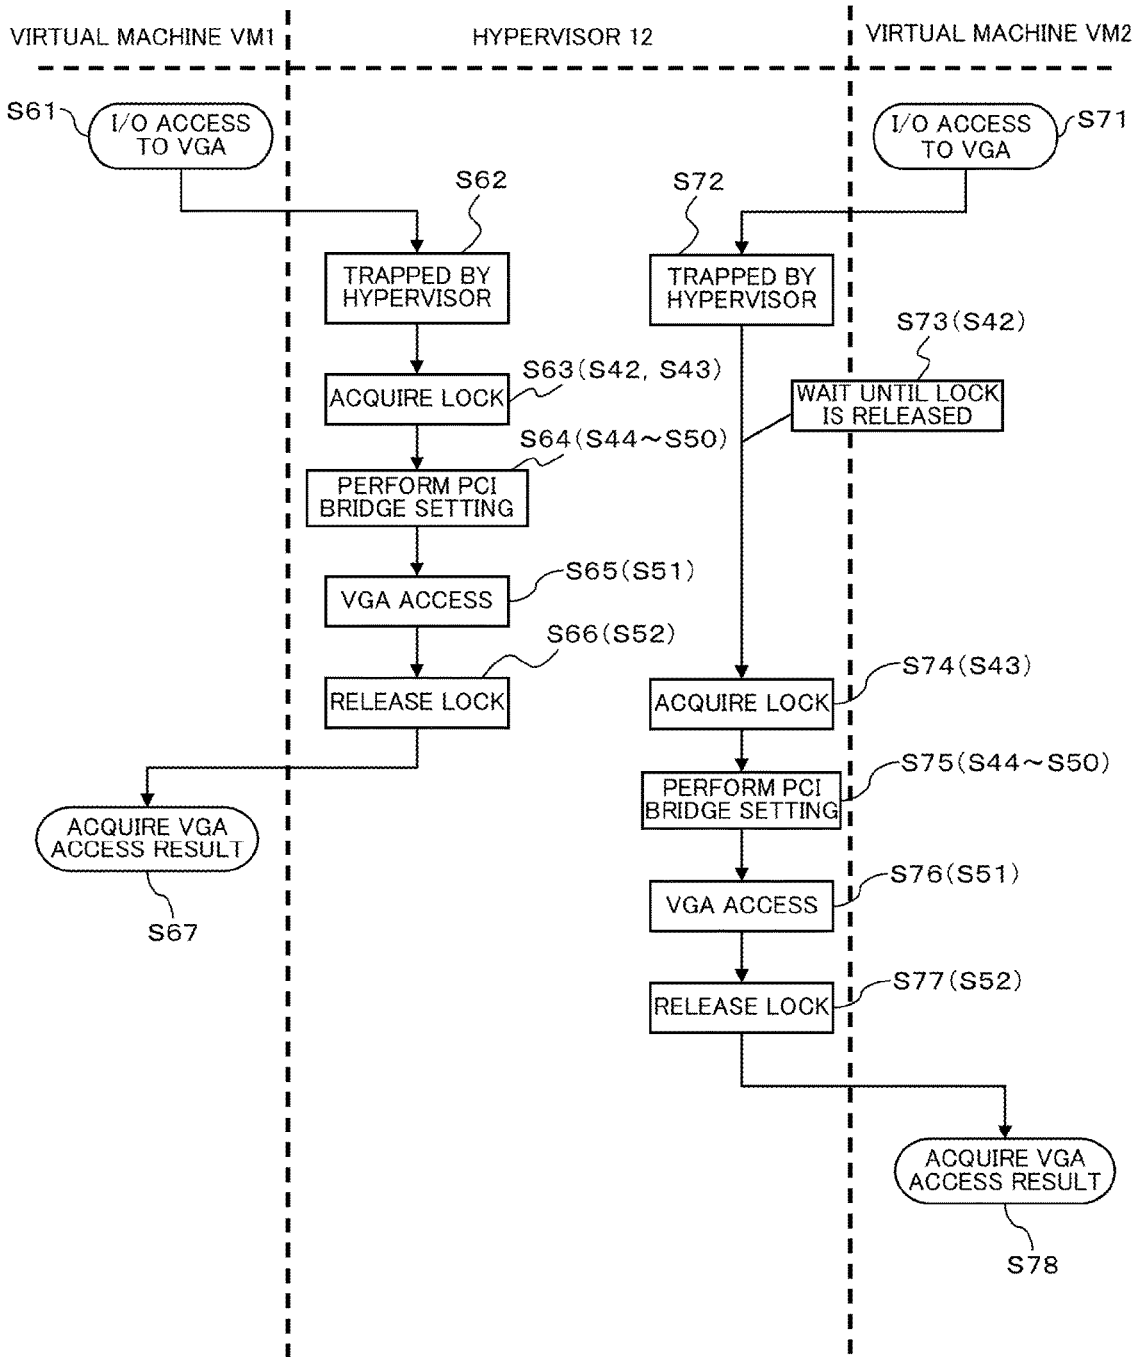 VIRTUAL MACHINE VM1
HYPERVISOR 12
VIRTUAL MACHINE VM2
S61
I/O ACCESS
TO VGA
I/O ACCESS
TO VGA
S71
S62
S72
TRAPPED BY
HYPERVISOR
TRAPPED BY
HYPERVISOR
S73(S42)
WAIT UNTIL LOCK
IS RELEASED
S63(S42, S43)
ACQUIRE LOCK
S64(S44~S50)
PERFORM PCI
BRIDGE SETTING
S65(S51)
VGA ACCESS
S66(S52)
RELEASE LOCK
S74(S43)
ACQUIRE LOCK
S75(S44~S50)
PERFORM PCI
BRIDGE SETTING
ACQUIRE VGA
ACCESS RESULT
S67
S76(S51)
VGA ACCESS
S77(S52)
RELEASE LOCK
ACQUIRE VGA
ACCESS RESULT
S78